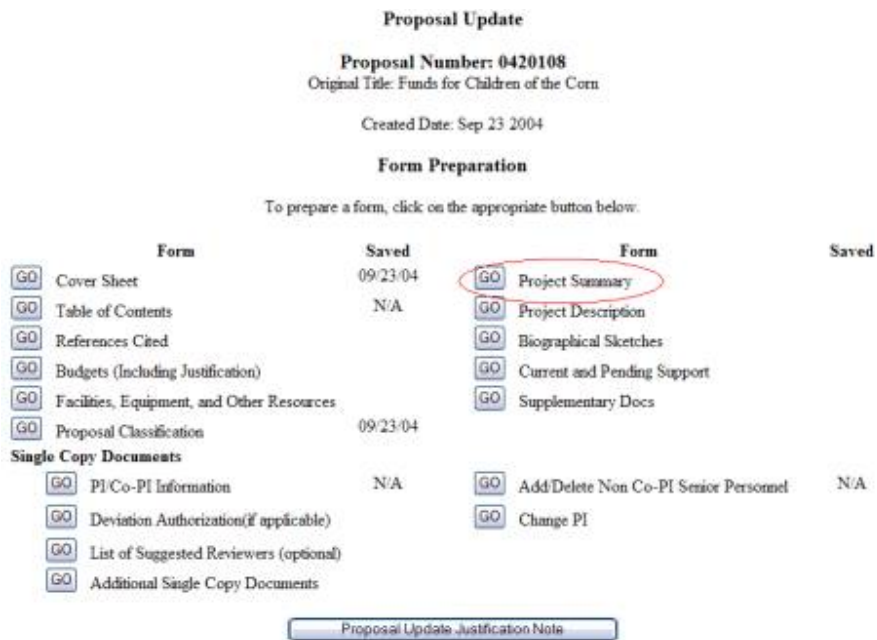 Proposal Update
Proposal Number: 0420108
Original Title: Funds for Children of the Corn
Created Date: Sep 23 2004
Form Preparation
To prepare a form, click on the appropriate button below.
Form Saved Form Saved
GO Cover Sheet 09/23/04 GO Project Summary
GO Table of Contents N/A GO Project Description
GO References Cited GO Biographical Sketches
GO Budgets (Including Justification) GO Current and Pending Support
GO Facilities, Equipment, and Other Resources GO Supplementary Docs
GO Proposal Classification 09/23/04
Single Copy Documents
GO PI/Co-PI Information N/A GO Add/Delete Non Co-PI Senior Personnel N/A
GO Deviation Authorization(if applicable) GO Change PI
GO List of Suggested Reviewers (optional)
GO Additional Single Copy Documents
Proposal Update Justification Note